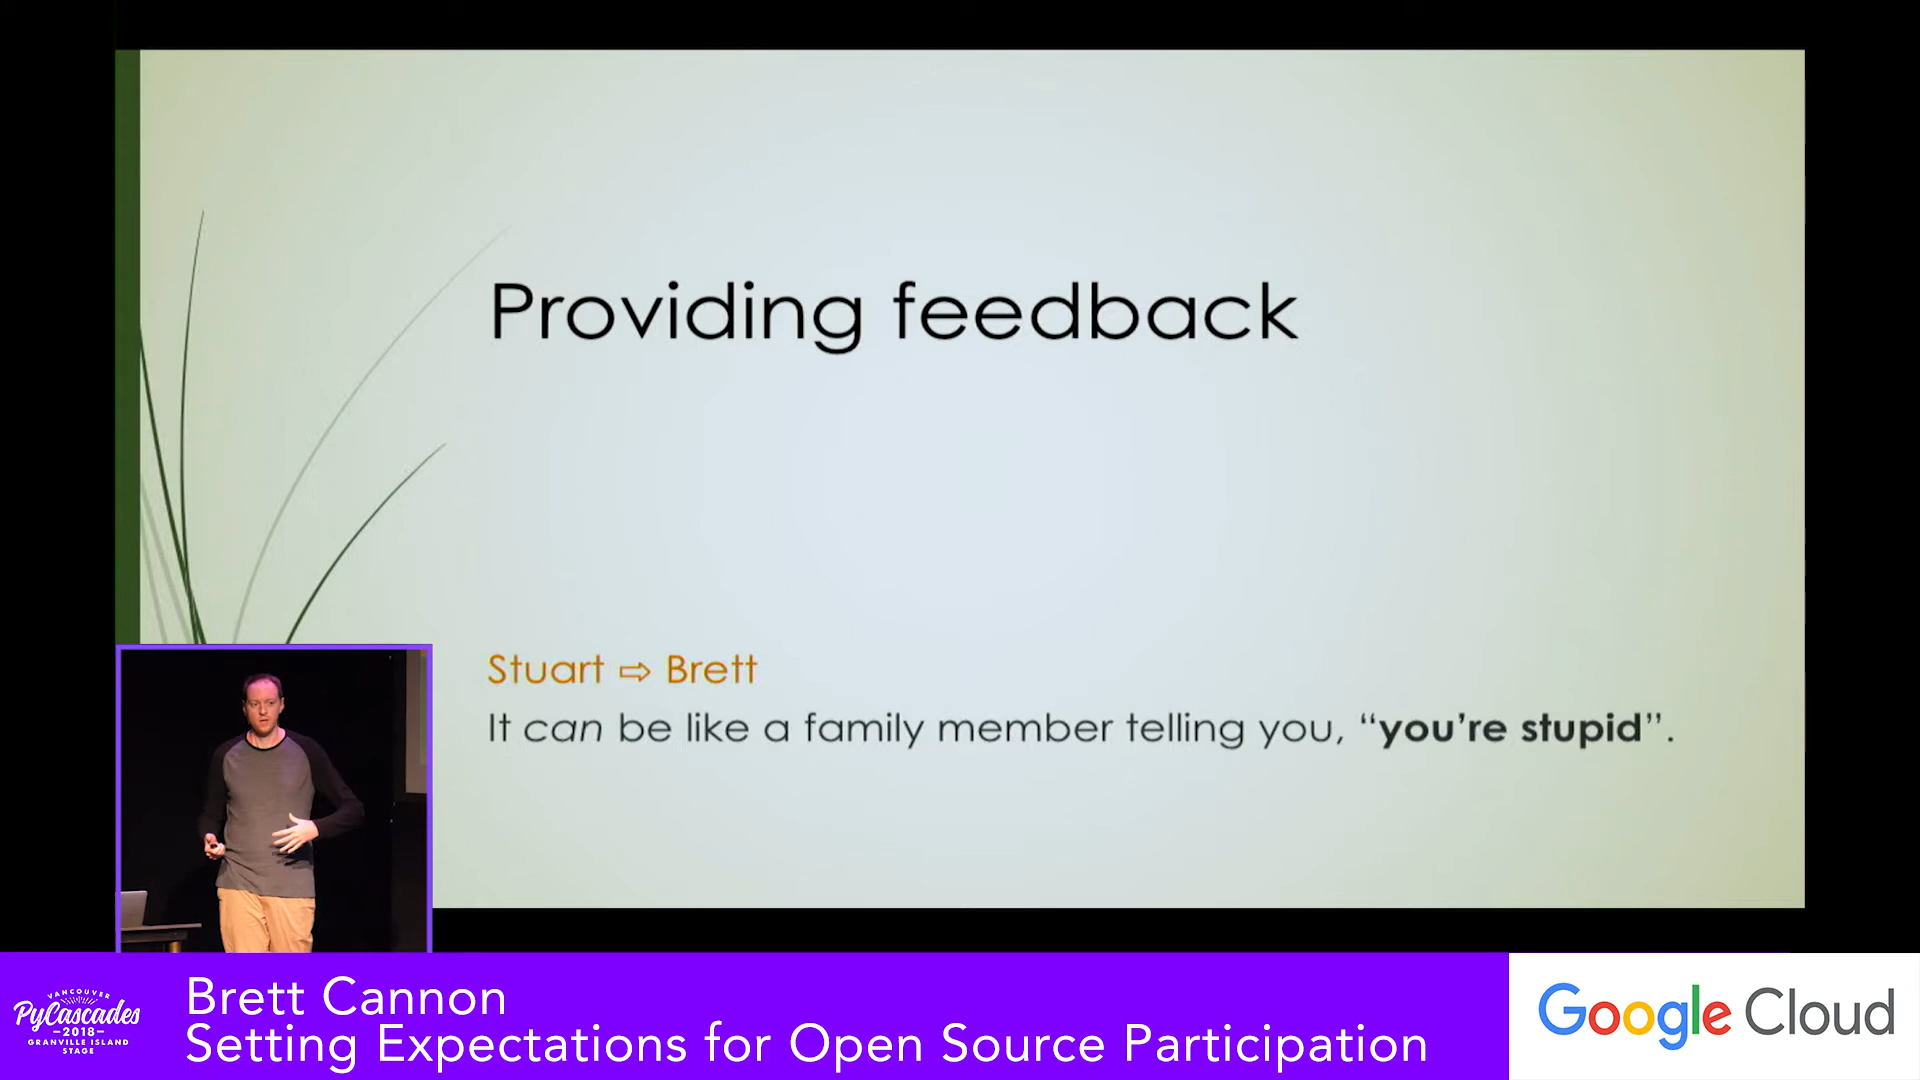 Providing feedback
Stuart ⇨ Brett
It can be like a family member telling you, “you’re stupid”.
VANCOUVER
PyCascades
–2018–
GRANVILLE ISLAND
STAGE
Brett Cannon
Setting Expectations for Open Source Participation
Google Cloud